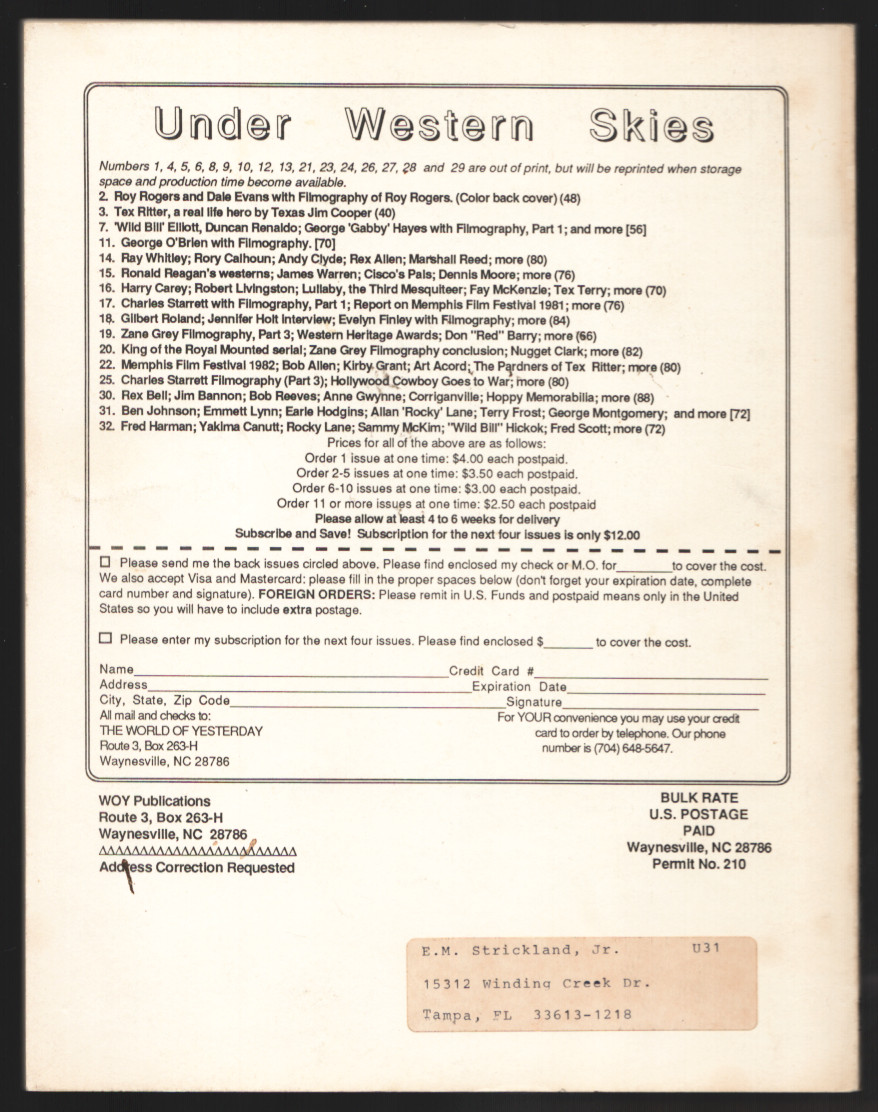 Under Western Skies
Numbers 1, 4, 5, 6, 8, 9, 10, 12, 13, 21, 23, 24, 26, 27, 28 and 29 are out of print, but will be reprinted when storage
space and production time become available.
2. Roy Rogers and Dale Evans with Filmography of Roy Rogers. (Color back cover) (48)
3. Tex Ritter, a real life hero by Texas Jim Cooper (40)
7. 'Wild Bill' Elliott, Duncan Renaldo; George 'Gabby' Hayes with Filmography, Part 1; and more [56]
11. George O'Brien with Filmography. [70]
14. Ray Whitley; Rory Calhoun; Andy Clyde; Rex Allen; Marshall Reed; more (80)
15. Ronald Reagan's westerns; James Warren; Cisco's Pals; Dennis Moore; more (76)
16. Harry Carey; Robert Livingston; Lullaby, the Third Mesquiteer; Fay McKenzie; Tex Terry; more (70)
17. Charles Starrett with Filmography, Part 1; Report on Memphis Film Festival 1981; more (76)
18. Gilbert Roland; Jennifer Holt Interview; Evelyn Finley with Filmography; more (84)
19. Zane Grey Filmography, Part 3; Western Heritage Awards; Don "Red" Barry; more (66)
20. King of the Royal Mounted serial; Zane Grey Filmography conclusion; Nugget Clark; more (82)
22. Memphis Film Festival 1982; Bob Allen; Kirby Grant; Art Acord; The Pardners of Tex Ritter; more (80)
25. Charles Starrett Filmography (Part 3); Hollywood Cowboy Goes to War; more (80)
30. Rex Bell; Jim Bannon; Bob Reeves; Anne Gwynne; Corriganville; Hoppy Memorabilia; more (88)
31. Ben Johnson; Emmett Lynn; Earle Hodgins; Allan 'Rocky' Lane; Terry Frost; George Montgomery; and more [72]
32. Fred Harman; Yakima Canutt; Rocky Lane; Sammy McKim; "Wild Bill" Hickok; Fred Scott; more (72)
Prices for all of the above are as follows:
Order 1 issue at one time: $4.00 each postpaid.
Order 2-5 issues at one time: $3.50 each postpaid.
Order 6-10 issues at one time: $3.00 each postpaid.
Order 11 or more issues at one time: $2.50 each postpaid
Please allow at least 4 to 6 weeks for delivery
Subscribe and Save! Subscription for the next four issues is only $12.00
Please send me the back issues circled above. Please find enclosed my check or M.O. for________to cover the cost.
We also accept Visa and Mastercard: please fill in the proper spaces below (don't forget your expiration date, complete
card number and signature). FOREIGN ORDERS: Please remit in U.S. Funds and postpaid means only in the United
States so you will have to include extra postage.
Please enter my subscription for the next four issues. Please find enclosed $_______ to cover the cost.
Name Credit Card #
Address Expiration Date
City, State, Zip Code Signature
All mail and checks to:
THE WORLD OF YESTERDAY
Route 3, Box 263-H
Waynesville, NC 28786
For YOUR convenience you may use your credit
card to order by telephone. Our phone
number is (704) 648-5647.
WOY Publications
Route 3, Box 263-H
Waynesville, NC 28786
Address Correction Requested
BULK RATE
U.S. POSTAGE
PAID
Waynesville, NC 28786
Permit No. 210
E.M. Strickland, Jr. U31
15312 Winding Creek Dr.
Tampa, FL 33613-1218